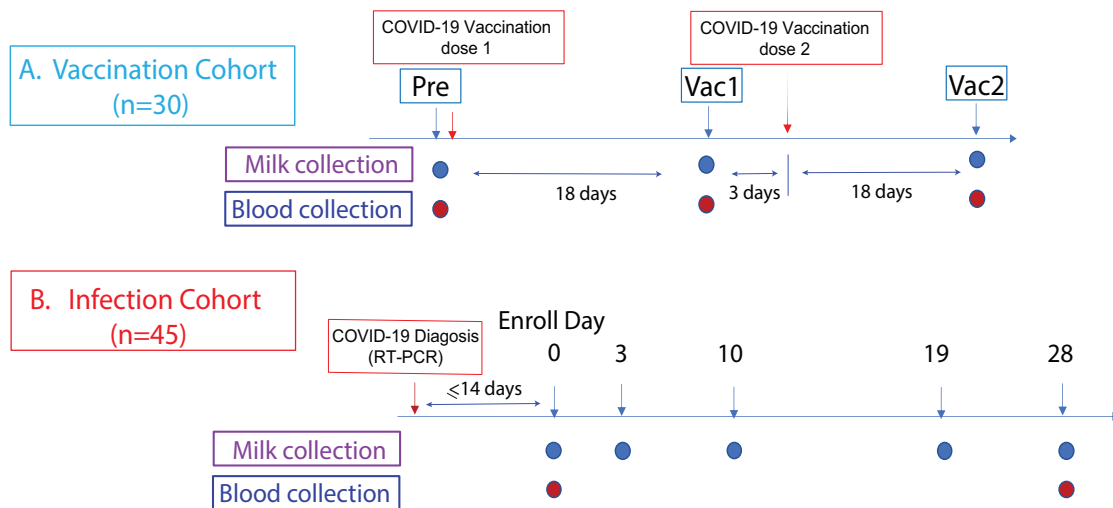 COVID-19 Vaccination
dose 1
COVID-19 Vaccination
dose 2
A. Vaccination Cohort
(n=30)
Pre
Vac1
Vac2
Milk collection
18 days
3 days
18 days
Blood collection
B. Infection Cohort
(n=45)
COVID-19 Diagosis
(RT-PCR)
Enroll Day
0 3 10 19 28
⩽14 days
Milk collection
Blood collection